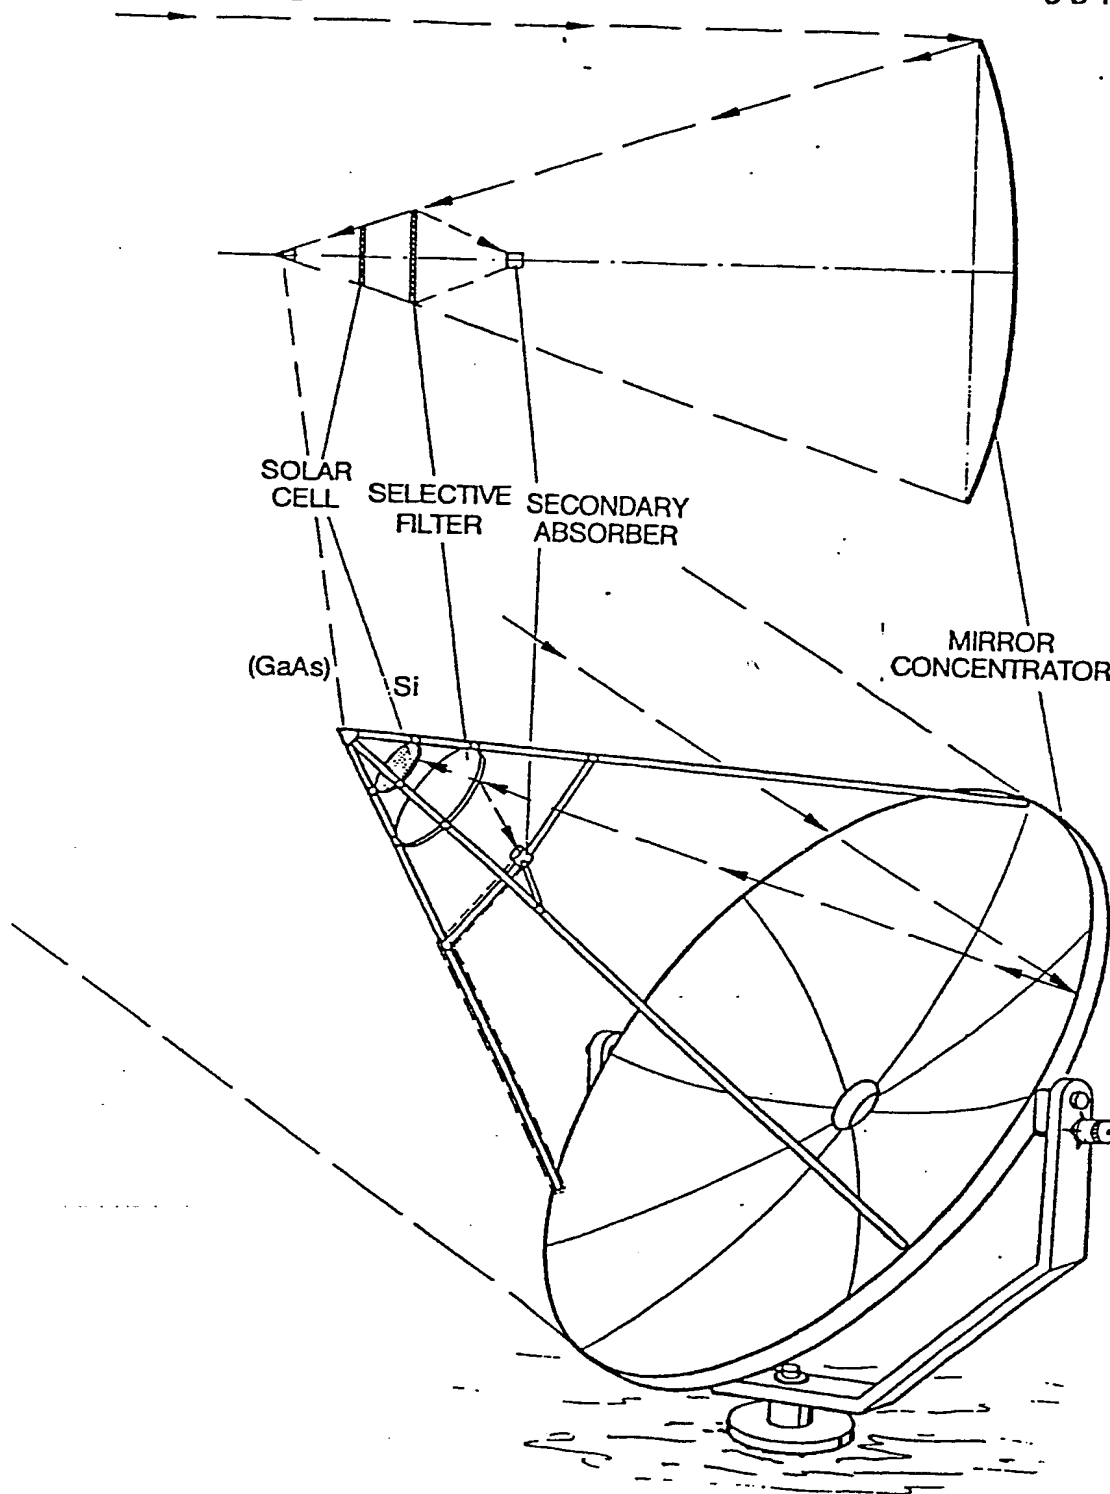 SOLAR
CELL
SELECTIVE
FILTER
SECONDARY
ABSORBER
(GaAs)
Si
MIRROR
CONCENTRATOR